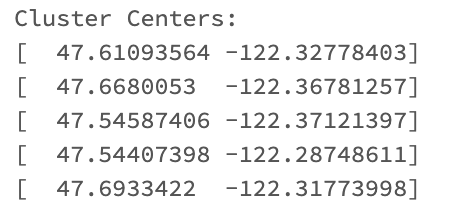 Cluster Centers:
[  47.61093564 -122.32778403]
[  47.6680053  -122.36781257]
[  47.54587406 -122.37121397]
[  47.54407398 -122.28748611]
[  47.6933422  -122.31773998]